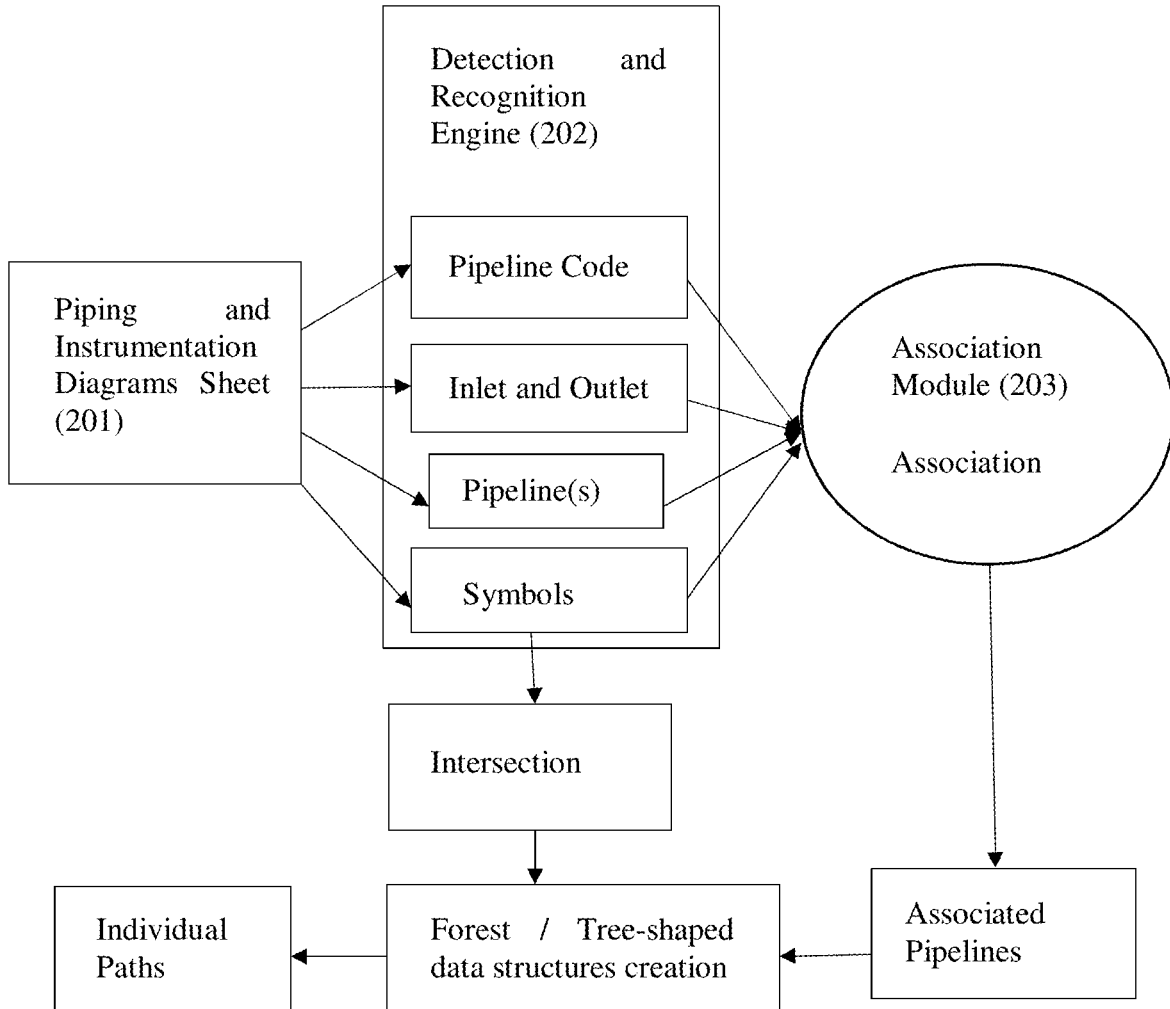 Detection and
Recognition
Engine (202)
Pipeline Code
Piping and
Instrumentation
Diagrams Sheet
(201)
Inlet and Outlet
Association
Module (203)
Association
Pipeline(s)
Symbols
Intersection
Individual
Paths
Forest / Tree-shaped
data structures creation
Associated
Pipelines